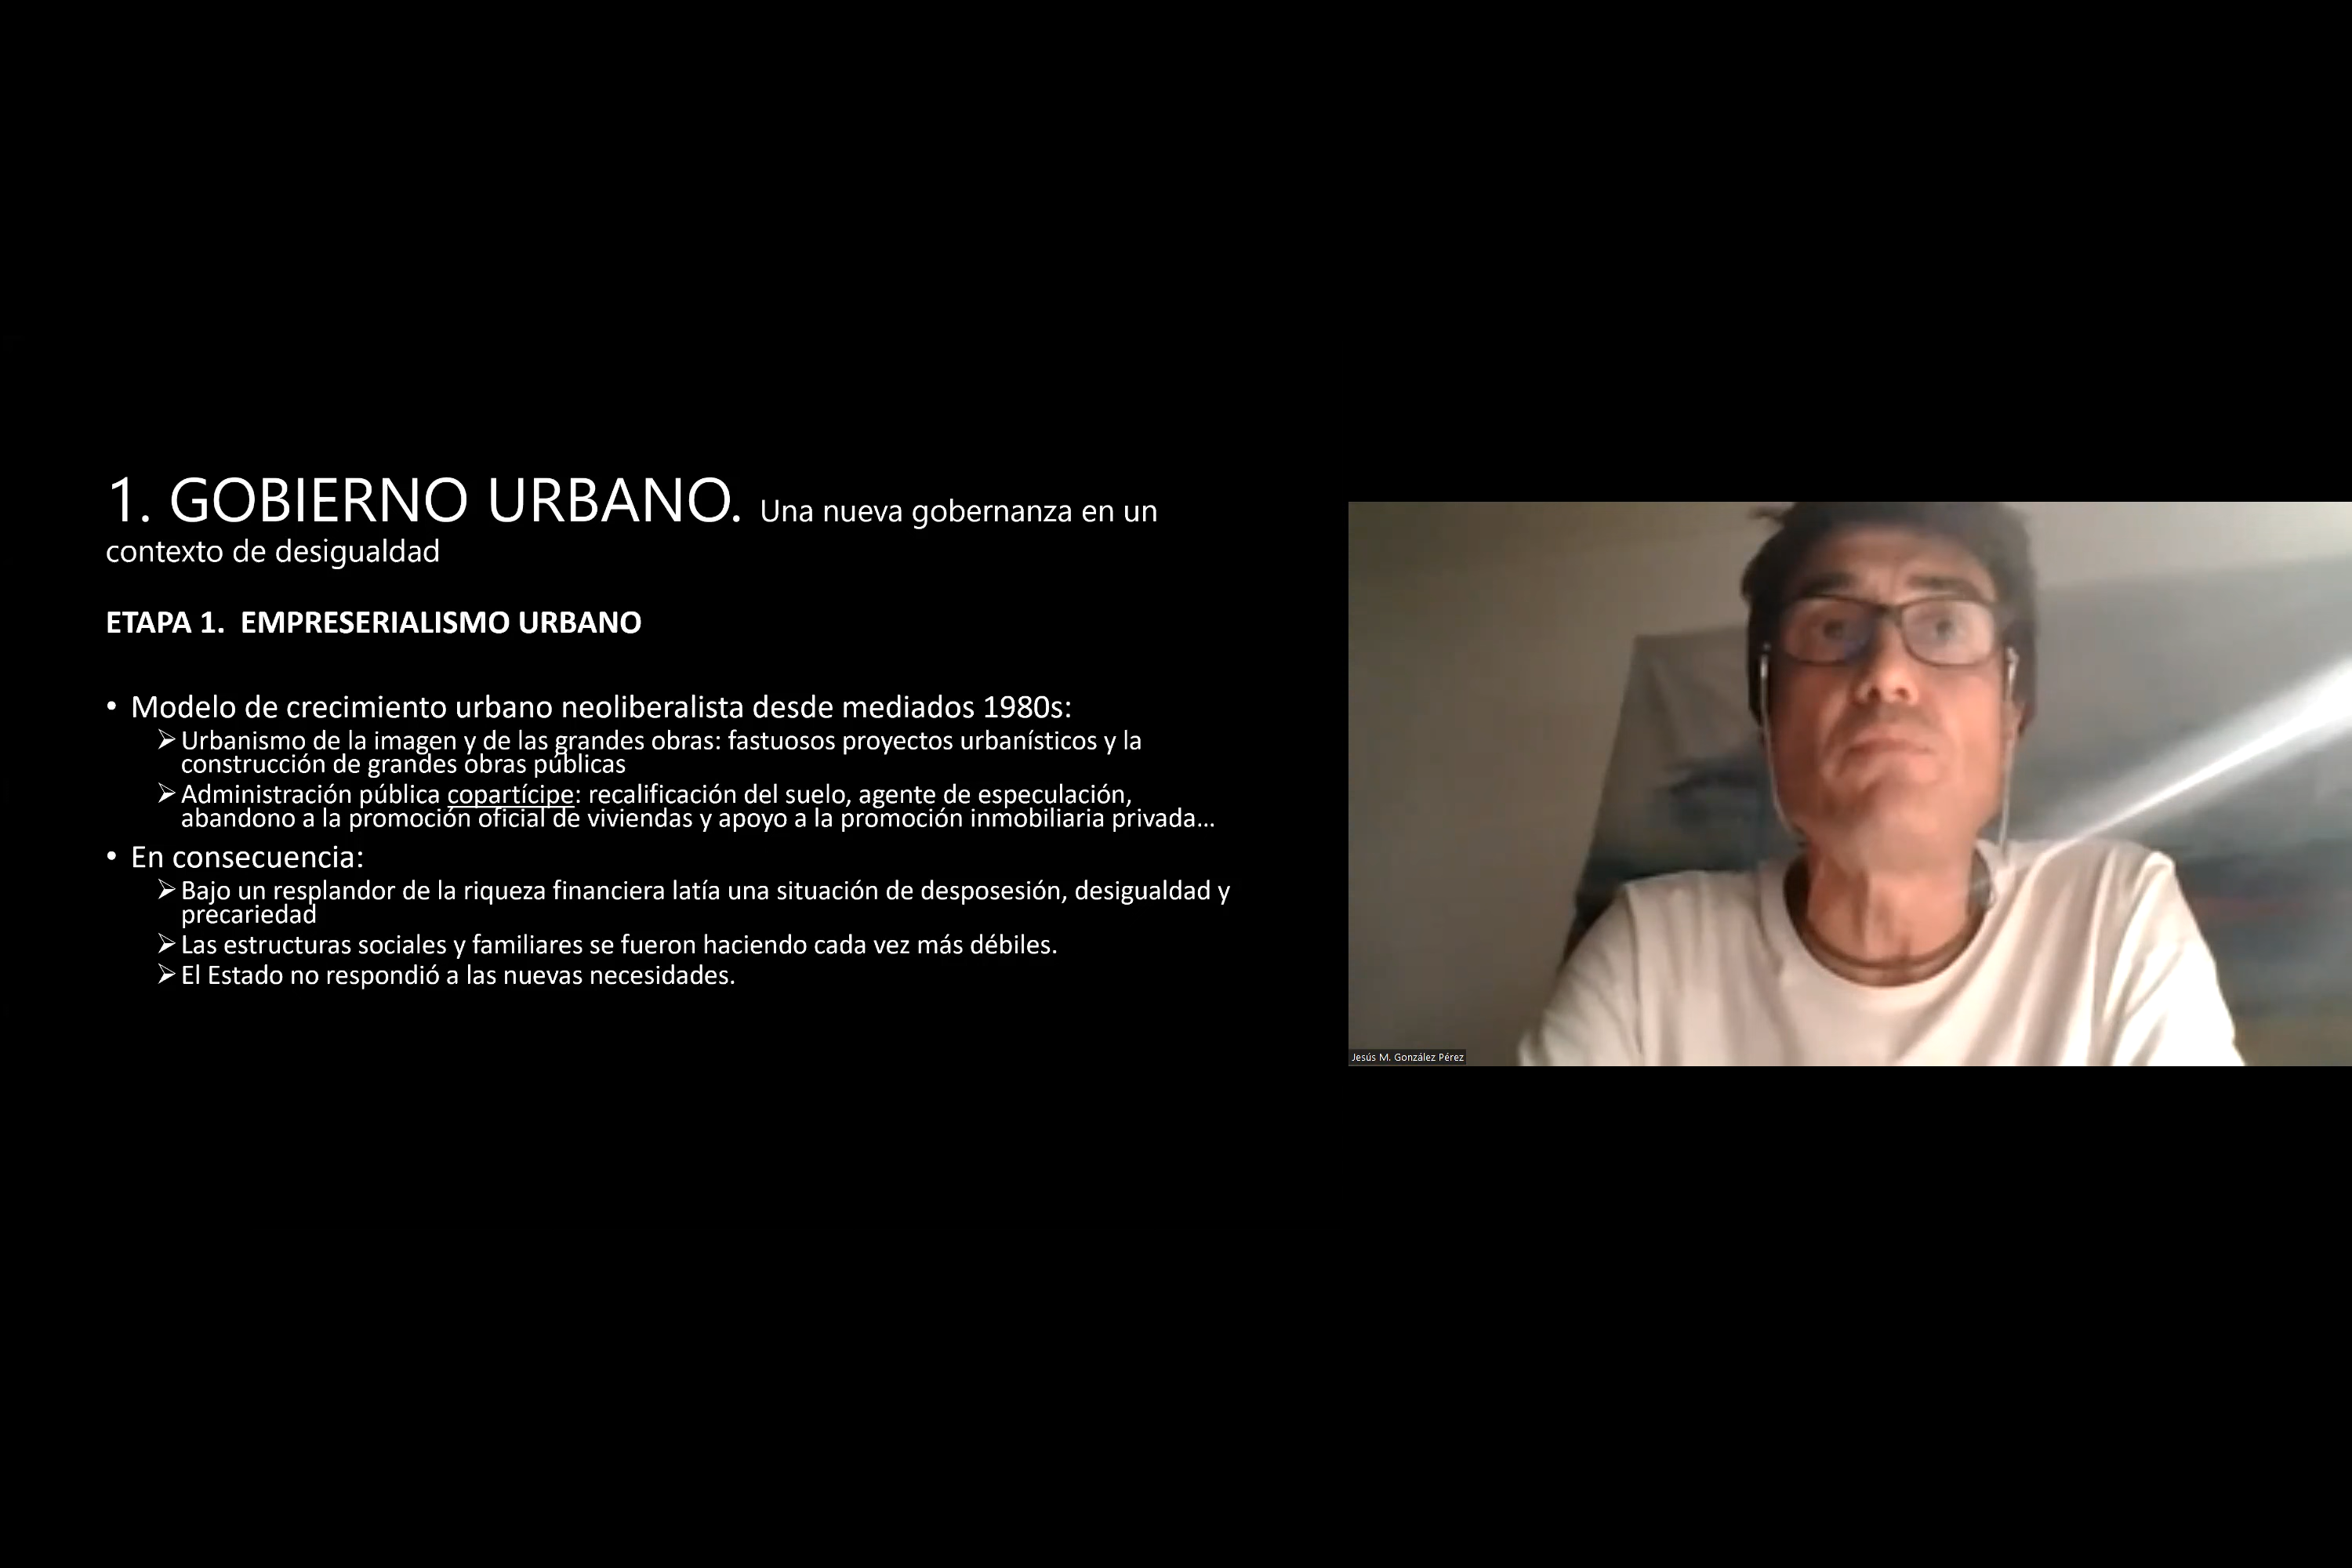 1. GOBIERNO URBANO. Una nueva gobernanza en un
contexto de desigualdad
ETAPA 1. EMPRESERIALISMO URBANO
• Modelo de crecimiento urbano neoliberalista desde mediados 1980s:
➢Urbanismo de la imagen y de las grandes obras: fastuosos proyectos urbanísticos y la
construcción de grandes obras públicas
➢Administración pública copartícipe: recalificación del suelo, agente de especulación,
abandono a la promoción oficial de viviendas y apoyo a la promoción inmobiliaria privada…
• En consecuencia:
➢Bajo un resplandor de la riqueza financiera latía una situación de desposesión, desigualdad y
precariedad
➢Las estructuras sociales y familiares se fueron haciendo cada vez más débiles.
➢El Estado no respondió a las nuevas necesidades.
Jesús M. González Pérez